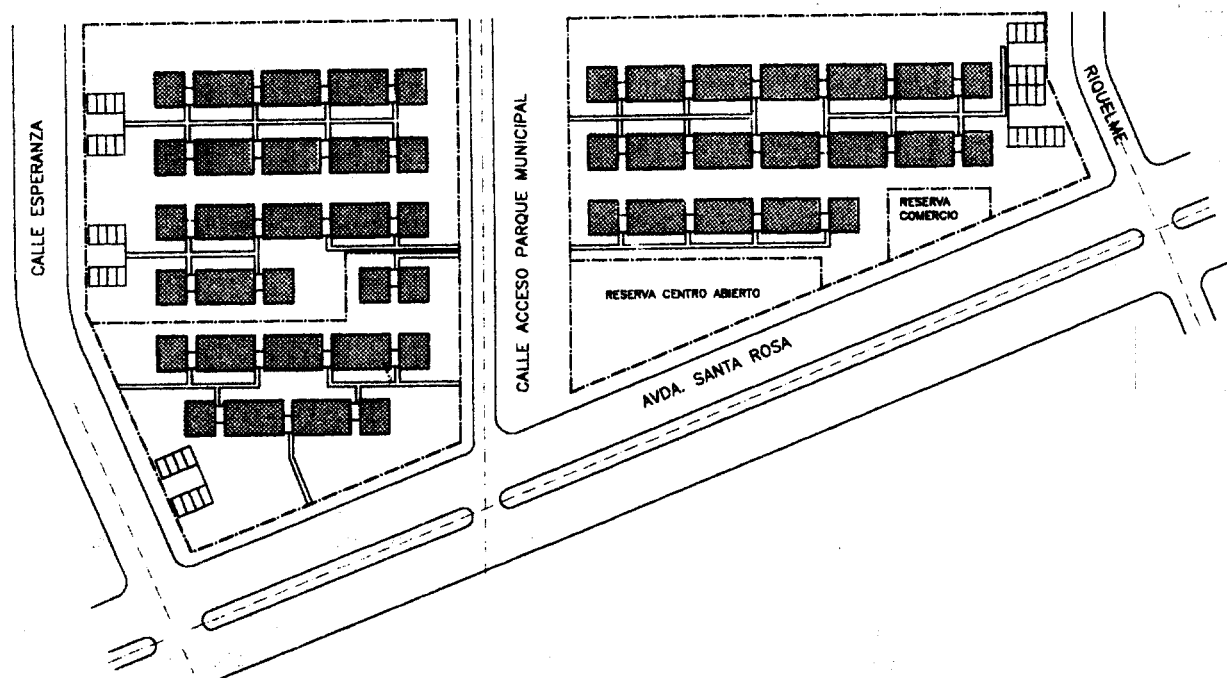 CALLE ESPERANZA
CALLE ACCESO PARQUE MUNICIPAL
RIQUELME
RESERVA
COMERCIO
RESERVA CENTRO ABIERTO
AVDA. SANTA ROSA